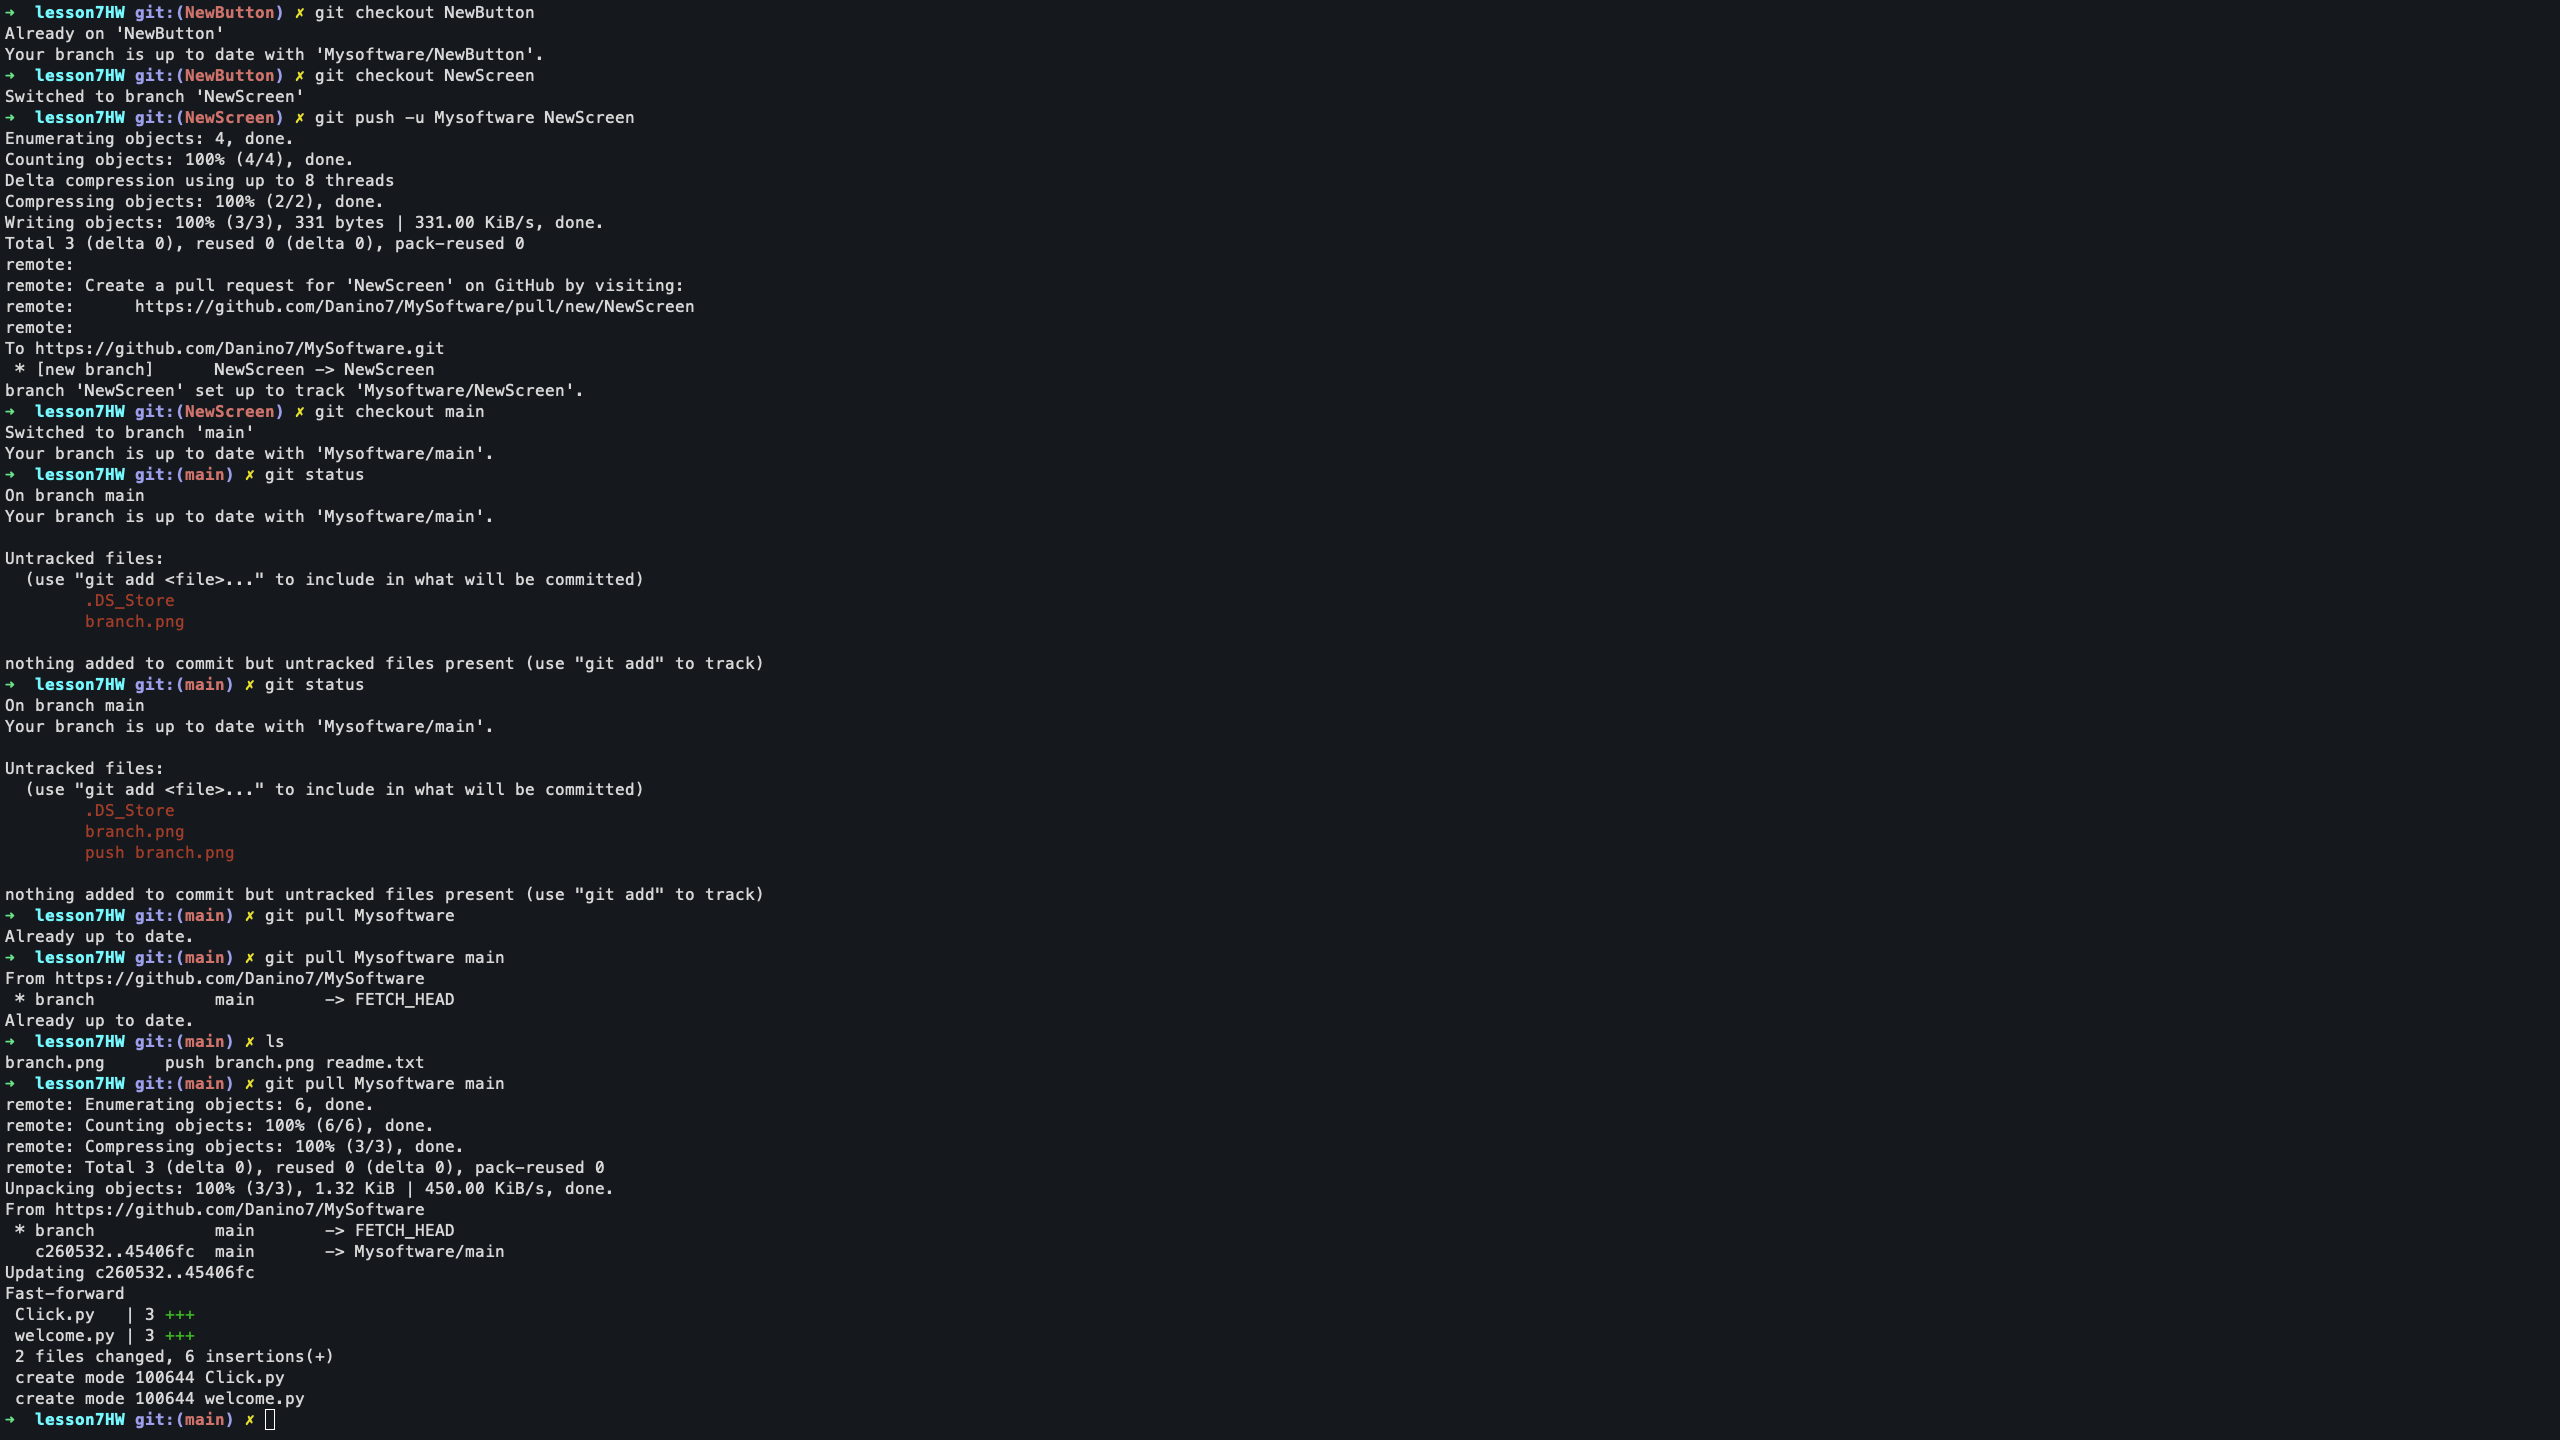 ➜  lesson7HW git:(NewButton) ✗ git checkout NewButton
Already on 'NewButton'
Your branch is up to date with 'Mysoftware/NewButton'.
➜  lesson7HW git:(NewButton) ✗ git checkout NewScreen
Switched to branch 'NewScreen'
➜  lesson7HW git:(NewScreen) ✗ git push -u Mysoftware NewScreen
Enumerating objects: 4, done.
Counting objects: 100% (4/4), done.
Delta compression using up to 8 threads
Compressing objects: 100% (2/2), done.
Writing objects: 100% (3/3), 331 bytes | 331.00 KiB/s, done.
Total 3 (delta 0), reused 0 (delta 0), pack-reused 0
remote:
remote: Create a pull request for 'NewScreen' on GitHub by visiting:
remote:      https://github.com/Danino7/MySoftware/pull/new/NewScreen
remote:
To https://github.com/Danino7/MySoftware.git
 * [new branch]      NewScreen -> NewScreen
branch 'NewScreen' set up to track 'Mysoftware/NewScreen'.
➜  lesson7HW git:(NewScreen) ✗ git checkout main
Switched to branch 'main'
Your branch is up to date with 'Mysoftware/main'.
➜  lesson7HW git:(main) ✗ git status
On branch main
Your branch is up to date with 'Mysoftware/main'.

Untracked files:
  (use "git add <file>..." to include in what will be committed)
        .DS_Store
        branch.png

nothing added to commit but untracked files present (use "git add" to track)
➜  lesson7HW git:(main) ✗ git status
On branch main
Your branch is up to date with 'Mysoftware/main'.

Untracked files:
  (use "git add <file>..." to include in what will be committed)
        .DS_Store
        branch.png
        push branch.png

nothing added to commit but untracked files present (use "git add" to track)
➜  lesson7HW git:(main) ✗ git pull Mysoftware
Already up to date.
➜  lesson7HW git:(main) ✗ git pull Mysoftware main
From https://github.com/Danino7/MySoftware
 * branch            main       -> FETCH_HEAD
Already up to date.
➜  lesson7HW git:(main) ✗ ls
branch.png      push branch.png readme.txt
➜  lesson7HW git:(main) ✗ git pull Mysoftware main
remote: Enumerating objects: 6, done.
remote: Counting objects: 100% (6/6), done.
remote: Compressing objects: 100% (3/3), done.
remote: Total 3 (delta 0), reused 0 (delta 0), pack-reused 0
Unpacking objects: 100% (3/3), 1.32 KiB | 450.00 KiB/s, done.
From https://github.com/Danino7/MySoftware
 * branch            main       -> FETCH_HEAD
   c260532..45406fc  main       -> Mysoftware/main
Updating c260532..45406fc
Fast-forward
 Click.py   | 3 +++
 welcome.py | 3 +++
 2 files changed, 6 insertions(+)
 create mode 100644 Click.py
 create mode 100644 welcome.py
➜  lesson7HW git:(main) ✗